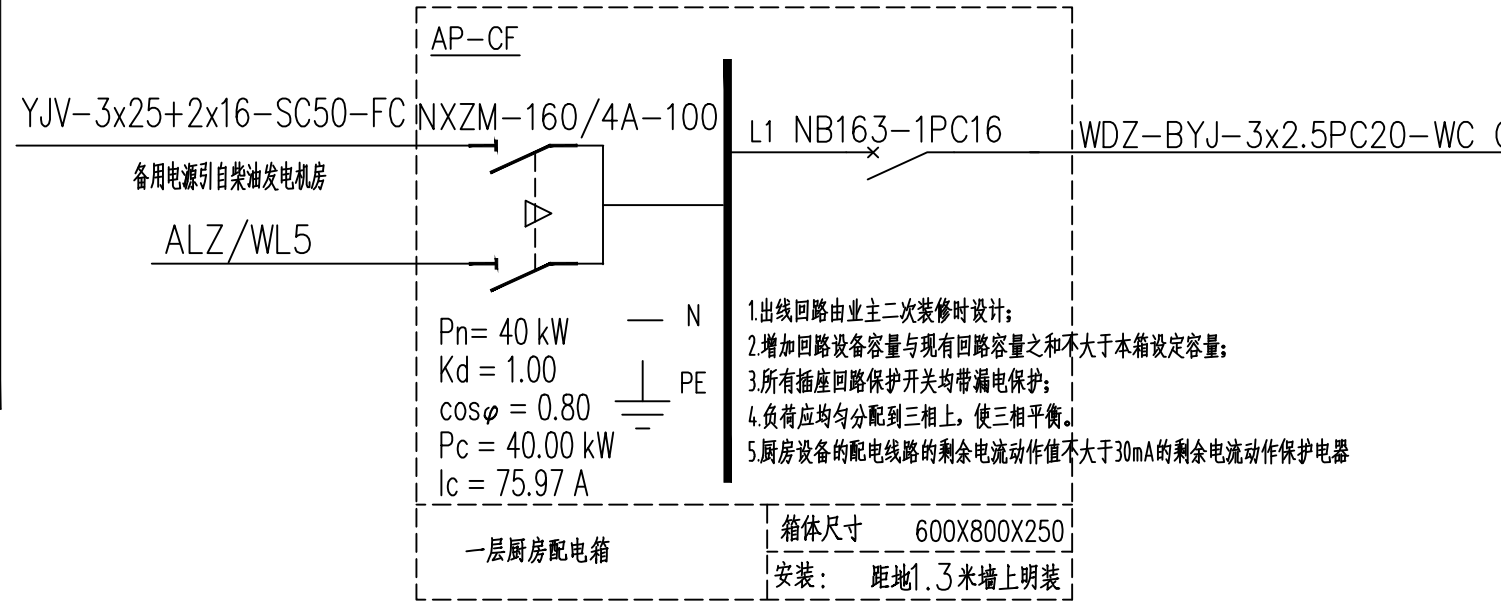 AP-CF
YJV-3x25+2x16-SC50-FC
NXZM-160/4A-100
L1 NB163-1PC16
WDZ-BYJ-3x2.5PC20-WC
备用电源引自柴油发电机房
ALZ/WL5
Pn= 40 kW
Kd = 1.00
cosφ = 0.80
Pc = 40.00 kW
Ic = 75.97 A
N
PE
1.出线回路由业主二次装修时设计;
2.增加回路设备容量与现有回路容量之和不大于本箱设定容量;
3.所有插座回路保护开关均带漏电保护;
4.负荷应均匀分配到三相上，使三相平衡。
5.厨房设备的配电线路的剩余电流动作值不大于30mA的剩余电流动作保护电器
一层厨房配电箱
箱体尺寸 600X800X250
安装: 距地1.3米墙上明装